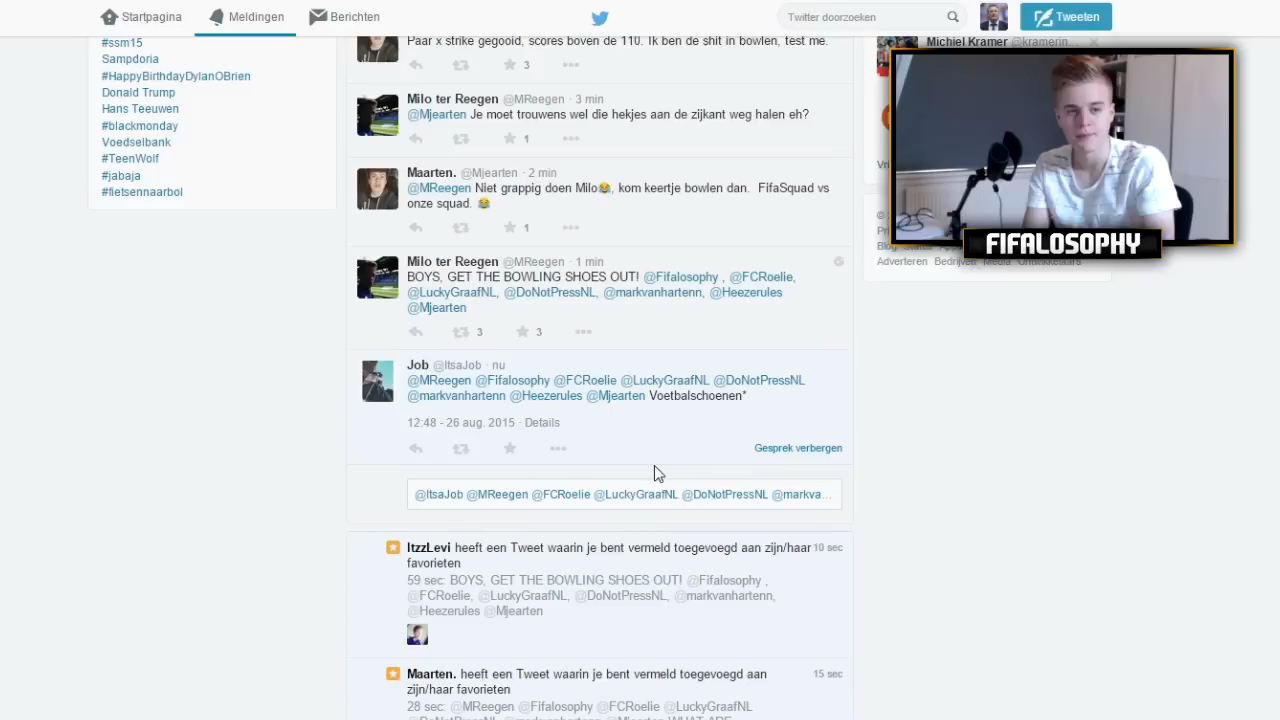 Startpagina
Meldingen
Berichten
Twitter doorzoeken
Tweeten
#ssm15
Sampdoria
#HappyBirthdayDylanOBrien
Donald Trump
Hans Teeuwen
#blackmonday
Voedselbank
#TeenWolf
#jabaja
#fietsennaarbol
Paar x strike gegooid, scores boven de 110. Ik ben de shit in bowlen, test me.
3
Milo ter Reegen @MReegen · 3 min
@Mjearten Je moet trouwens wel die hekjes aan de zijkant weg halen eh?
1
Maarten. @Mjearten · 2 min
@MReegen Niet grappig doen Milo😂, kom keertje bowlen dan. FifaSquad vs
onze squad. 😂
1
Milo ter Reegen @MReegen · 1 min
BOYS, GET THE BOWLING SHOES OUT! @Fifalosophy , @FCRoelie,
@LuckyGraafNL, @DoNotPressNL, @markvanhartenn, @Heezerules
@Mjearten
3 3
Job @ItsaJob · nu
@MReegen @Fifalosophy @FCRoelie @LuckyGraafNL @DoNotPressNL
@markvanhartenn @Heezerules @Mjearten Voetbalschoenen*
12:48 - 26 aug. 2015 · Details
Gesprek verbergen
@ItsaJob @MReegen @FCRoelie @LuckyGraafNL @DoNotPressNL @markva...
ItzzLevi heeft een Tweet waarin je bent vermeld toegevoegd aan zijn/haar 10 sec
favorieten
59 sec: BOYS, GET THE BOWLING SHOES OUT! @Fifalosophy ,
@FCRoelie, @LuckyGraafNL, @DoNotPressNL, @markvanhartenn,
@Heezerules @Mjearten
Maarten. heeft een Tweet waarin je bent vermeld toegevoegd aan 15 sec
zijn/haar favorieten
28 sec: @MReegen @Fifalosophy @FCRoelie @LuckyGraafNL
Michiel Kramer @kramerin...
FIFALOSOPHY
Adverteren Bedrijven Media